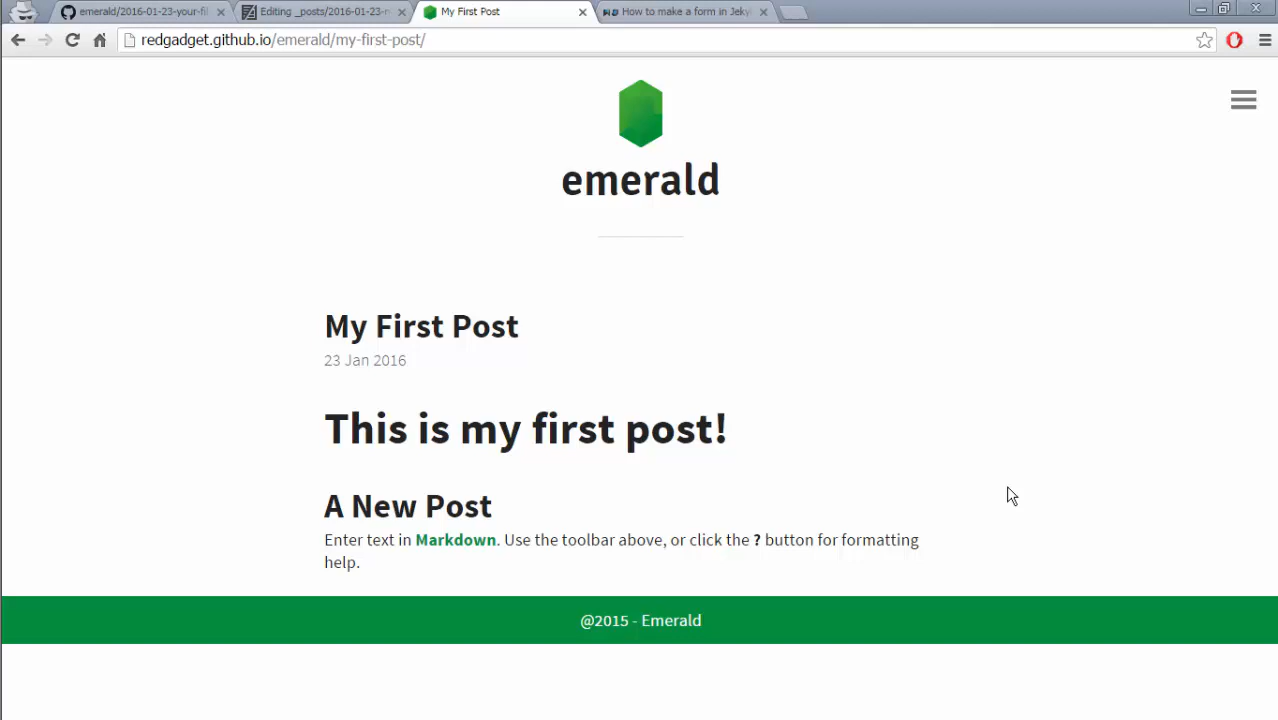 emerald/2016-01-23-your-fil
Editing _posts/2016-01-23-
My First Post
How to make a form in Jekyl
redgadget.github.io/emerald/my-first-post/
emerald
My First Post
23 Jan 2016
This is my first post!
A New Post
Enter text in Markdown. Use the toolbar above, or click the ? button for formatting
help.
@2015 - Emerald